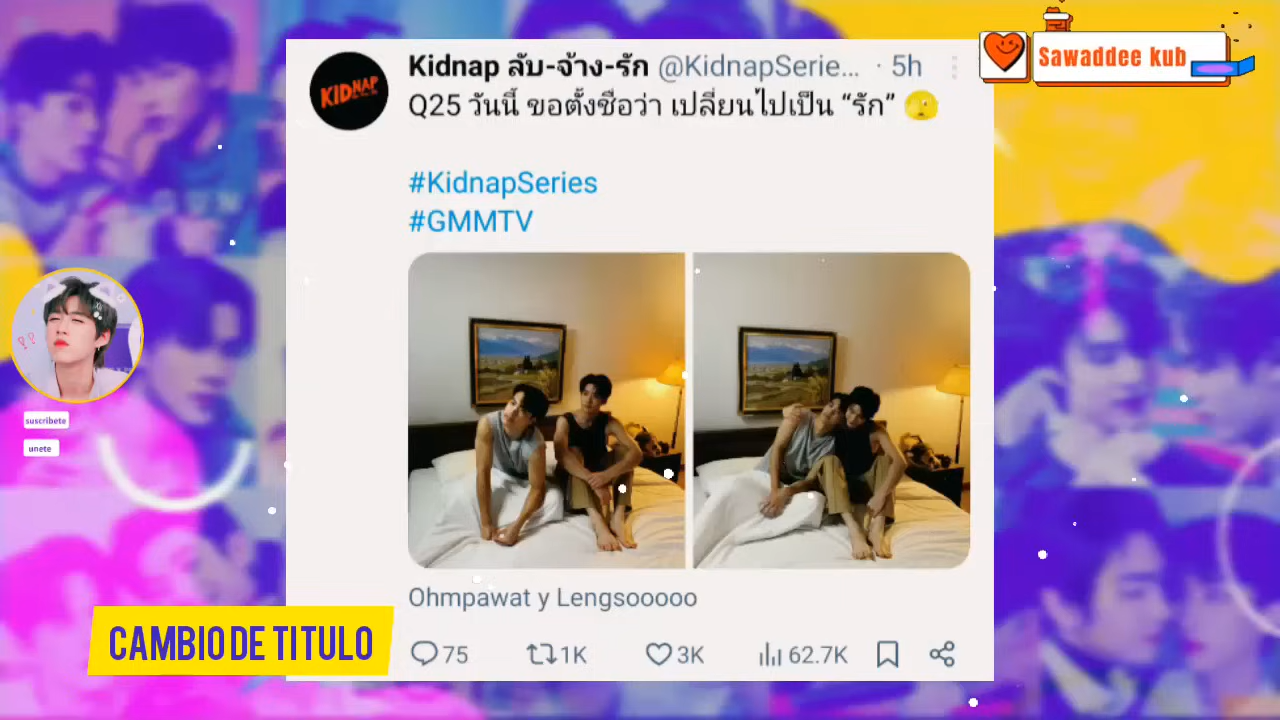 KIDNAP
Kidnap ลับ-จ้าง-รัก @KidnapSerie... · 5h
Q25 วันนี้ ขอตั้งชื่อว่า เปลี่ยนไปเป็น “รัก” 🫣
#KidnapSeries
#GMMTV
Ohmpawat y Lengsooooo
75 1K 3K 62.7K
Sawaddee kub
suscribete
unete
CAMBIO DE TITULO